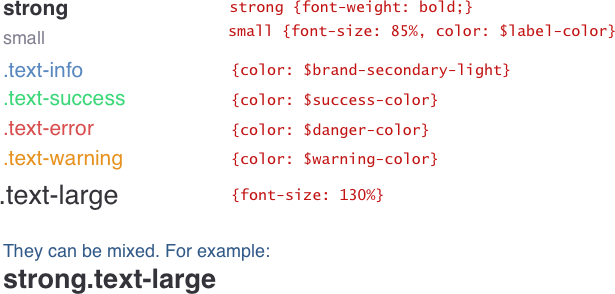 strong strong {font-weight: bold;}
small small {font-size: 85%, color: $label-color}
.text-info {color: $brand-secondary-light}
.text-success {color: $success-color}
.text-error {color: $danger-color}
.text-warning {color: $warning-color}
.text-large {font-size: 130%}
They can be mixed. For example:
strong.text-large